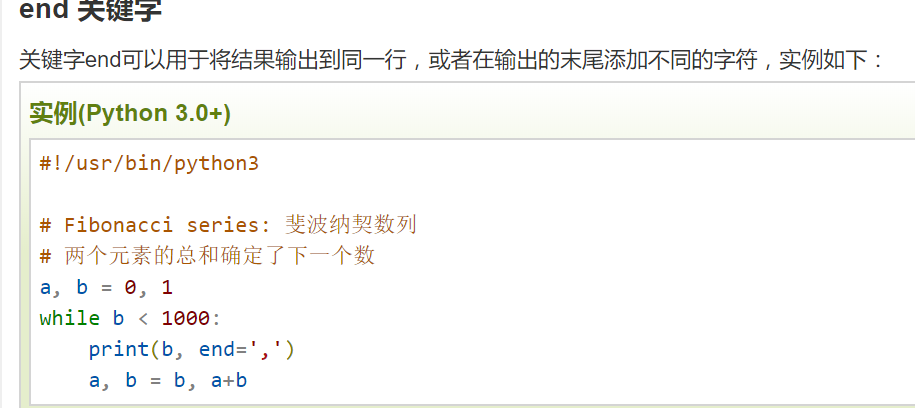 end 关键字
关键字end可以用于将结果输出到同一行，或者在输出的末尾添加不同的字符，实例如下：
实例(Python 3.0+)
#!/usr/bin/python3
# Fibonacci series: 斐波纳契数列
# 两个元素的总和确定了下一个数
a, b = 0, 1
while b < 1000:
    print(b, end=',')
    a, b = b, a+b